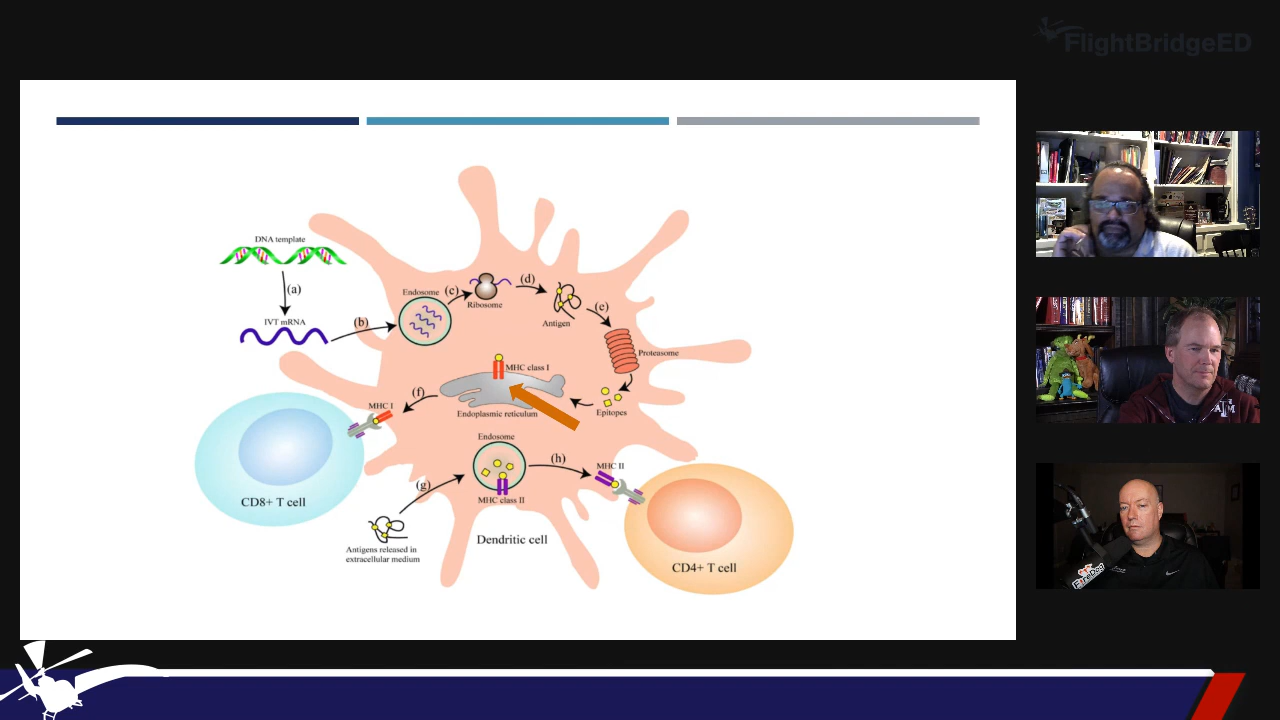 FlightBridgeED
DNA template
(a)
IVT mRNA
(b)
Endosome
(c)
Ribosome
(d)
Antigen
(e)
Proteasome
MHC class I
Endoplasmic reticulum
Epitopes
(f)
MHC I
CD8+ T cell
Endosome
MHC class II
(g)
(h)
MHC II
Antigens released in
extracellular medium
Dendritic cell
CD4+ T cell
A T M
FireDog